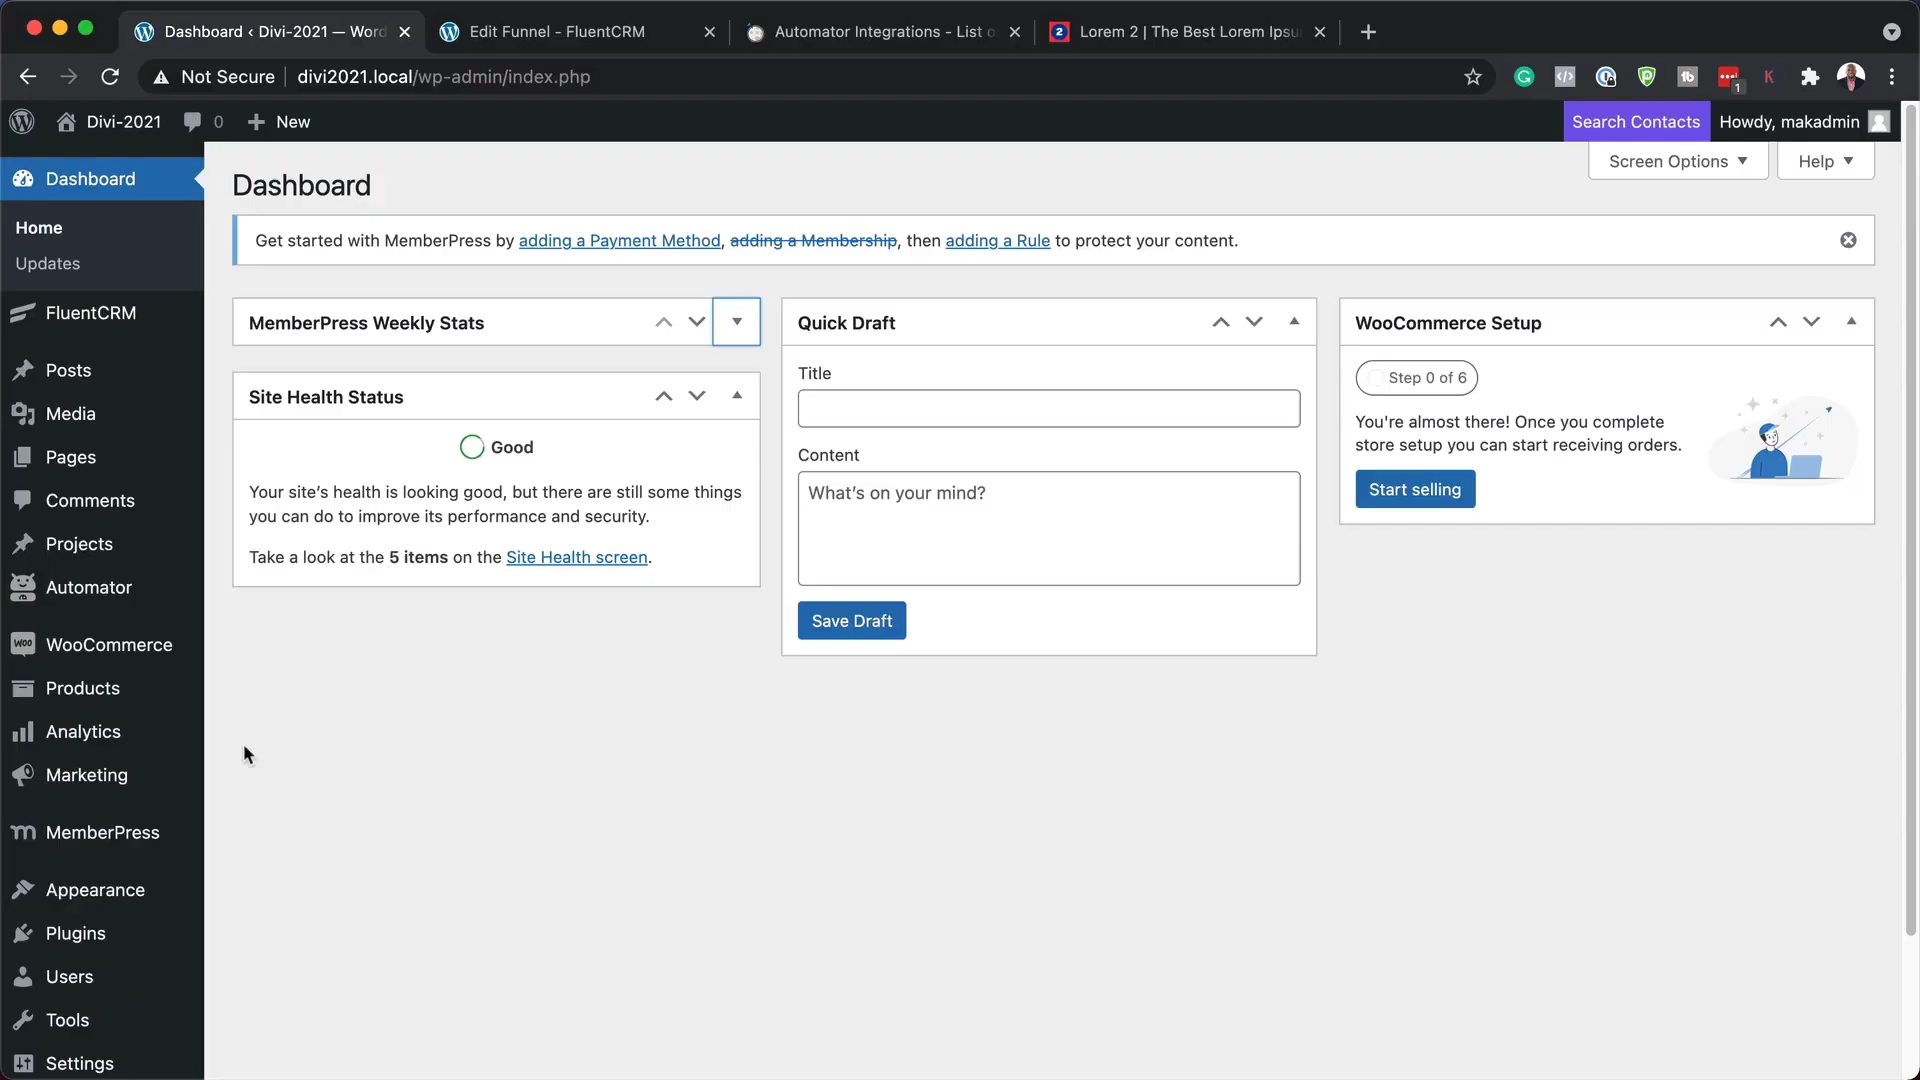 Dashboard ‹ Divi-2021 — Word
Edit Funnel - FluentCRM
Automator Integrations - List o
Lorem 2 | The Best Lorem Ipsu
Not Secure
divi2021.local/wp-admin/index.php
1
Divi-2021
0
New
Search Contacts
Howdy, makadmin
Screen Options
Help
Dashboard
Home
Updates
FluentCRM
Posts
Media
Pages
Comments
Projects
Automator
WooCommerce
Products
Analytics
Marketing
MemberPress
Appearance
Plugins
Users
Tools
Settings
Dashboard
Get started with MemberPress by adding a Payment Method, adding a Membership, then adding a Rule to protect your content.
MemberPress Weekly Stats
Site Health Status
Good
Your site's health is looking good, but there are still some things
you can do to improve its performance and security.
Take a look at the 5 items on the Site Health screen.
Quick Draft
Title
Content
What's on your mind?
Save Draft
WooCommerce Setup
Step 0 of 6
You're almost there! Once you complete
store setup you can start receiving orders.
Start selling